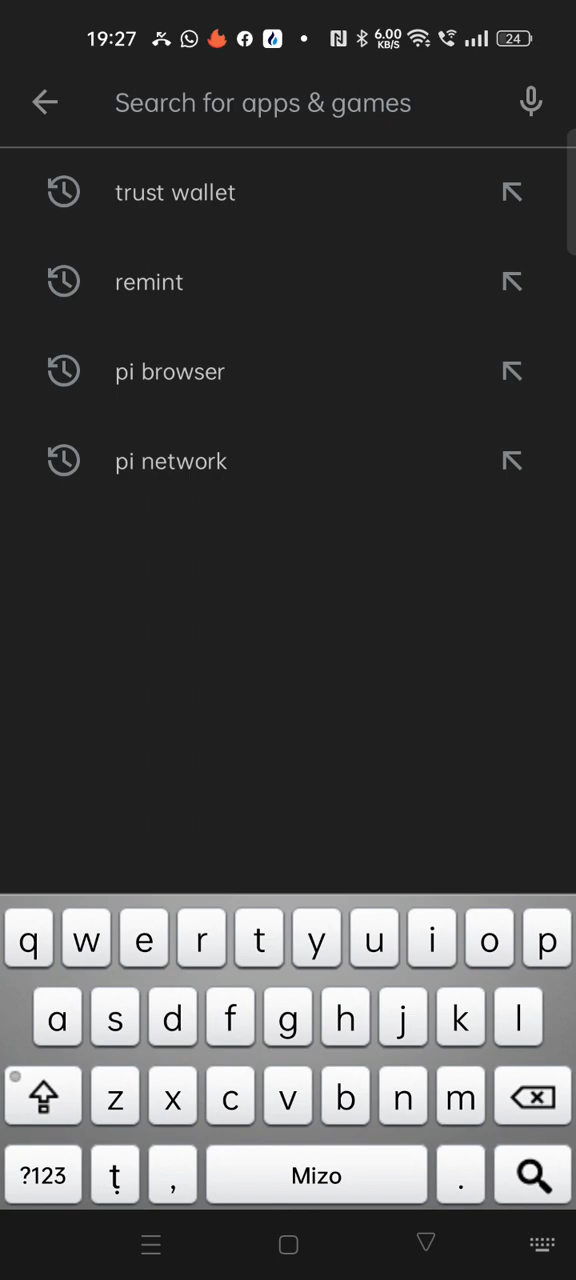 19:27 6.00 KB/S 24
Search for apps & games
trust wallet
remint
pi browser
pi network
q w e r t y u i o p
a s d f g h j k l
z x c v b n m
?123 ṭ , Mizo .